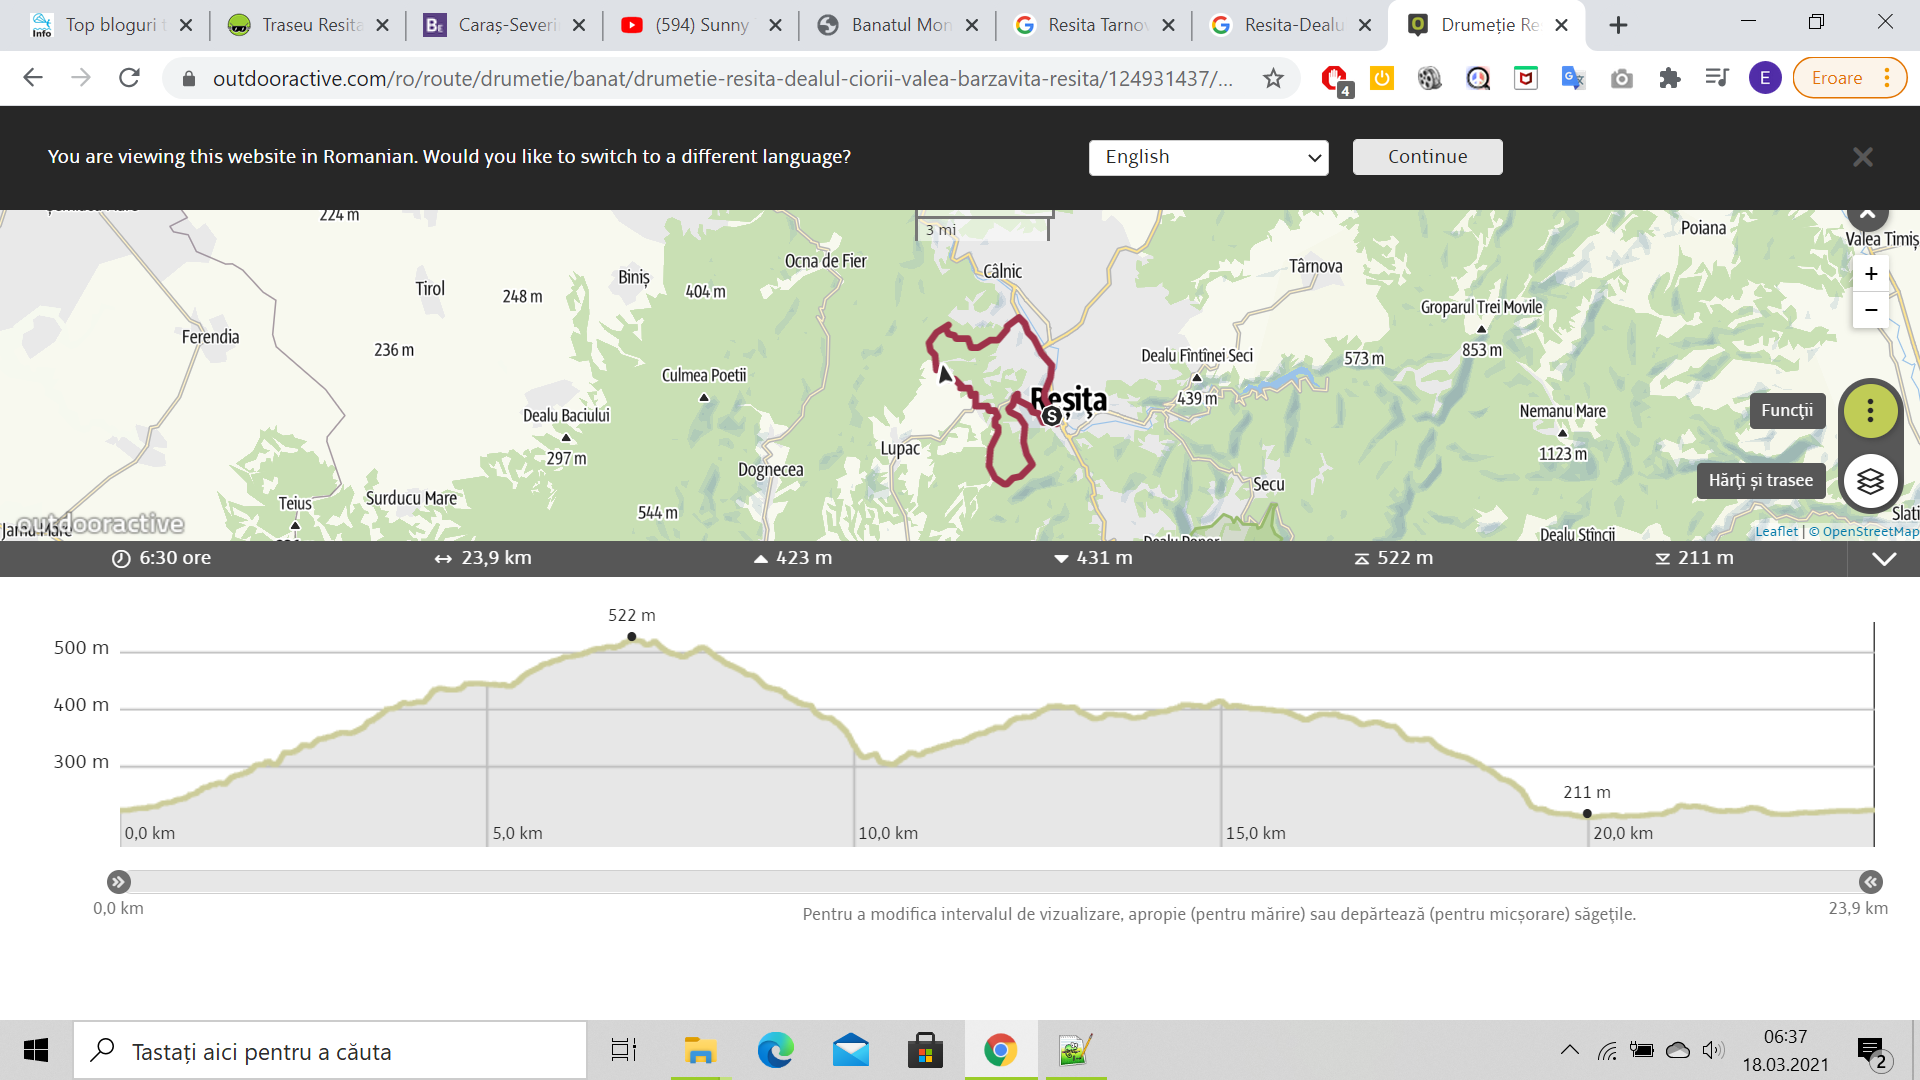 Top bloguri t
Traseu Resita
Caraș-Severi
(594) Sunny
Banatul Mon
Resita Tarnov
Resita-Dealu
Drumeție Re
outdooractive.com/ro/route/drumetie/banat/drumetie-resita-dealul-ciorii-valea-barzavita-resita/124931437/...
4
E
Eroare
You are viewing this website in Romanian. Would you like to switch to a different language?
English
Continue
224 m
3 mi
Poiana
Valea Timiș
Ocna de Fier
Câlnic
Târnova
Biniș
Tirol
248 m
404 m
Groparul Trei Movile
853 m
Ferendia
236 m
Dealu Fîntînei Seci
439 m
573 m
Culmea Poetii
Reșița
S
Dealu Baciului
297 m
Nemanu Mare
1123 m
Funcții
Lupac
Dognecea
Secu
Hărți și trasee
Teius
Surducu Mare
544 m
Slati
outdooractive
Jamu Mare
Dealu Stîncii
Leaflet | © OpenStreetMap
6:30 ore
23,9 km
423 m
431 m
522 m
211 m
522 m
500 m
400 m
300 m
211 m
0,0 km
5,0 km
10,0 km
15,0 km
20,0 km
0,0 km
23,9 km
Pentru a modifica intervalul de vizualizare, apropie (pentru mărire) sau depărtează (pentru micșorare) săgețile.
Tastați aici pentru a căuta
06:37
18.03.2021
2